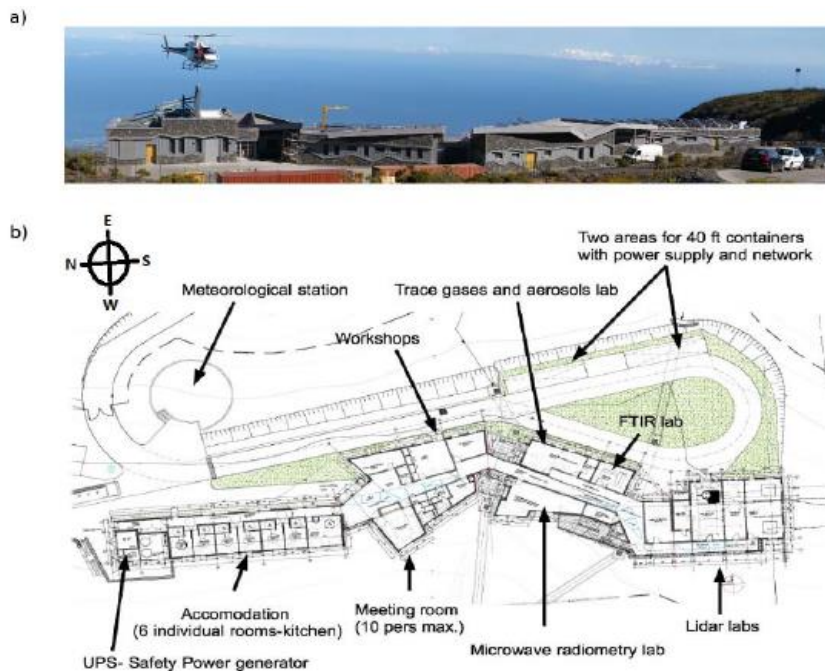 a)
b)
E
N
S
W
Meteorological station
Two areas for 40 ft containers
with power supply and network
Trace gases and aerosols lab
Workshops
FTIR lab
Accomodation
(6 individual rooms-kitchen)
Meeting room
(10 pers max.)
Lidar labs
Microwave radiometry lab
UPS- Safety Power generator